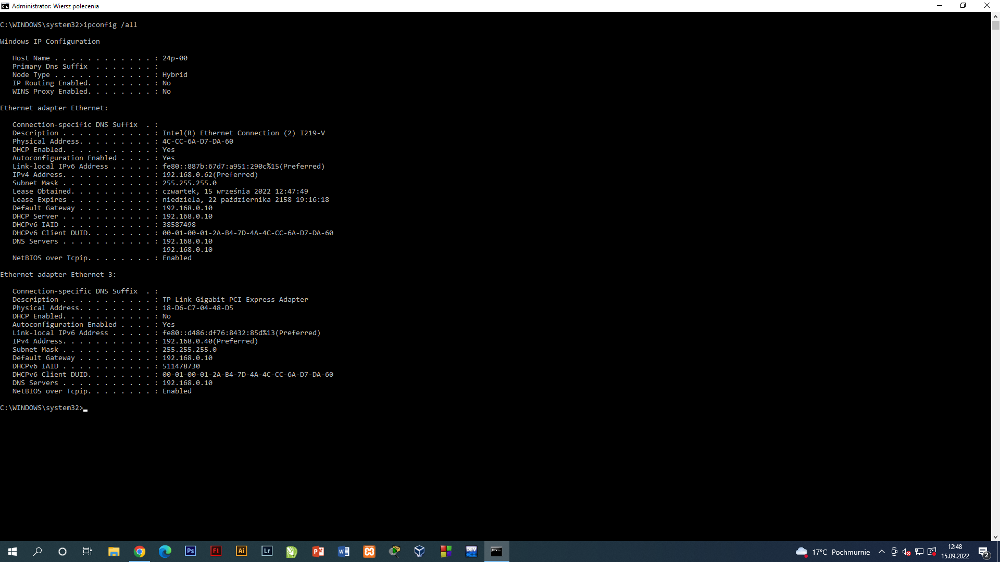 Administrator: Wiersz polecenia
C:\WINDOWS\system32>ipconfig /all
Windows IP Configuration
Host Name . . . . . . . . . . . . : 24p-00
Primary Dns Suffix  . . . . . . . :
Node Type . . . . . . . . . . . . : Hybrid
IP Routing Enabled. . . . . . . . : No
WINS Proxy Enabled. . . . . . . . : No
Ethernet adapter Ethernet:
Connection-specific DNS Suffix  . :
Description . . . . . . . . . . . : Intel(R) Ethernet Connection (2) I219-V
Physical Address. . . . . . . . . : 4C-CC-6A-D7-DA-60
DHCP Enabled. . . . . . . . . . . : Yes
Autoconfiguration Enabled . . . . : Yes
Link-local IPv6 Address . . . . . : fe80::887b:67d7:a951:290c%15(Preferred)
IPv4 Address. . . . . . . . . . . : 192.168.0.62(Preferred)
Subnet Mask . . . . . . . . . . . : 255.255.255.0
Lease Obtained. . . . . . . . . . : czwartek, 15 września 2022 12:47:49
Lease Expires . . . . . . . . . . : niedziela, 22 października 2158 19:16:18
Default Gateway . . . . . . . . . : 192.168.0.10
DHCP Server . . . . . . . . . . . : 192.168.0.10
DHCPv6 IAID . . . . . . . . . . . : 38587498
DHCPv6 Client DUID. . . . . . . . : 00-01-00-01-2A-B4-7D-4A-4C-CC-6A-D7-DA-60
DNS Servers . . . . . . . . . . . : 192.168.0.10
192.168.0.10
NetBIOS over Tcpip. . . . . . . . : Enabled
Ethernet adapter Ethernet 3:
Connection-specific DNS Suffix  . :
Description . . . . . . . . . . . : TP-Link Gigabit PCI Express Adapter
Physical Address. . . . . . . . . : 18-D6-C7-04-48-D5
DHCP Enabled. . . . . . . . . . . : No
Autoconfiguration Enabled . . . . : Yes
Link-local IPv6 Address . . . . . : fe80::d486:df76:8432:85d%13(Preferred)
IPv4 Address. . . . . . . . . . . : 192.168.0.40(Preferred)
Subnet Mask . . . . . . . . . . . : 255.255.255.0
Default Gateway . . . . . . . . . : 192.168.0.10
DHCPv6 IAID . . . . . . . . . . . : 511478730
DHCPv6 Client DUID. . . . . . . . : 00-01-00-01-2A-B4-7D-4A-4C-CC-6A-D7-DA-60
DNS Servers . . . . . . . . . . . : 192.168.0.10
NetBIOS over Tcpip. . . . . . . . : Enabled
C:\WINDOWS\system32>
Ps Fl Ai Lr P W DEV C++
17°C Pochmurnie
12:48
15.09.2022
2